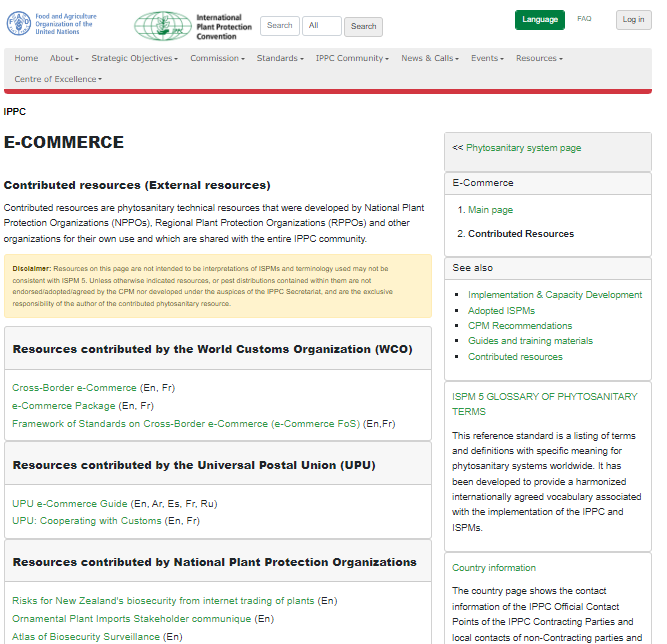 Food and Agriculture
Organization of the
United Nations
International
Plant Protection
Convention
Search
All
Search
Language
FAQ
Log in
Home About Strategic Objectives Commission Standards IPPC Community News & Calls Events Resources
Centre of Excellence
IPPC
E-COMMERCE
Contributed resources (External resources)
Contributed resources are phytosanitary technical resources that were developed by National Plant
Protection Organizations (NPPOs), Regional Plant Protection Organizations (RPPOs) and other
organizations for their own use and which are shared with the entire IPPC community.
Disclaimer: Resources on this page are not intended to be interpretations of ISPMs and terminology used may not be
consistent with ISPM 5. Unless otherwise indicated resources, or pest distributions contained within them are not
endorsed/adopted/agreed by the CPM nor developed under the auspices of the IPPC Secretariat, and are the exclusive
responsibility of the author of the contributed phytosanitary resource.
Resources contributed by the World Customs Organization (WCO)
Cross-Border e-Commerce (En, Fr)
e-Commerce Package (En, Fr)
Framework of Standards on Cross-Border e-Commerce (e-Commerce FoS) (En,Fr)
Resources contributed by the Universal Postal Union (UPU)
UPU e-Commerce Guide (En, Ar, Es, Fr, Ru)
UPU: Cooperating with Customs (En, Fr)
Resources contributed by National Plant Protection Organizations
Risks for New Zealand's biosecurity from internet trading of plants (En)
Ornamental Plant Imports Stakeholder communique (En)
Atlas of Biosecurity Surveillance (En)
<< Phytosanitary system page
E-Commerce
1. Main page
2. Contributed Resources
See also
Implementation & Capacity Development
Adopted ISPMs
CPM Recommendations
Guides and training materials
Contributed resources
ISPM 5 GLOSSARY OF PHYTOSANITARY
TERMS
This reference standard is a listing of terms
and definitions with specific meaning for
phytosanitary systems worldwide. It has
been developed to provide a harmonized
internationally agreed vocabulary associated
with the implementation of the IPPC and
ISPMs.
Country information
The country page shows the contact
information of the IPPC Official Contact
Points of the IPPC Contracting Parties and
local contacts of non-Contracting parties and